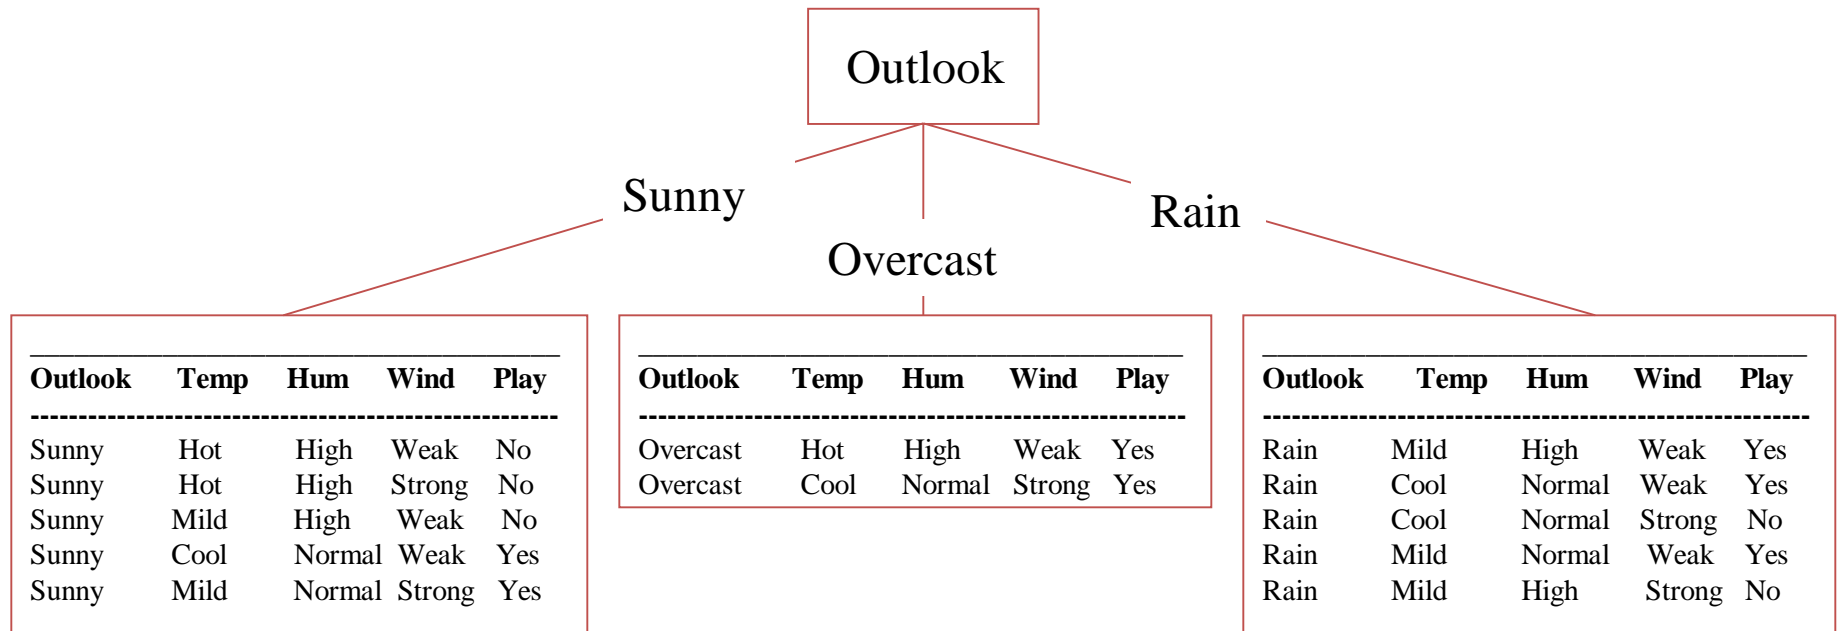 Outlook
Sunny
Rain
Overcast
Outlook Temp Hum Wind Play
Sunny Hot High Weak No
Sunny Hot High Strong No
Sunny Mild High Weak No
Sunny Cool Normal Weak Yes
Sunny Mild Normal Strong Yes
Outlook Temp Hum Wind Play
Overcast Hot High Weak Yes
Overcast Cool Normal Strong Yes
Outlook Temp Hum Wind Play
Rain Mild High Weak Yes
Rain Cool Normal Weak Yes
Rain Cool Normal Strong No
Rain Mild Normal Weak Yes
Rain Mild High Strong No